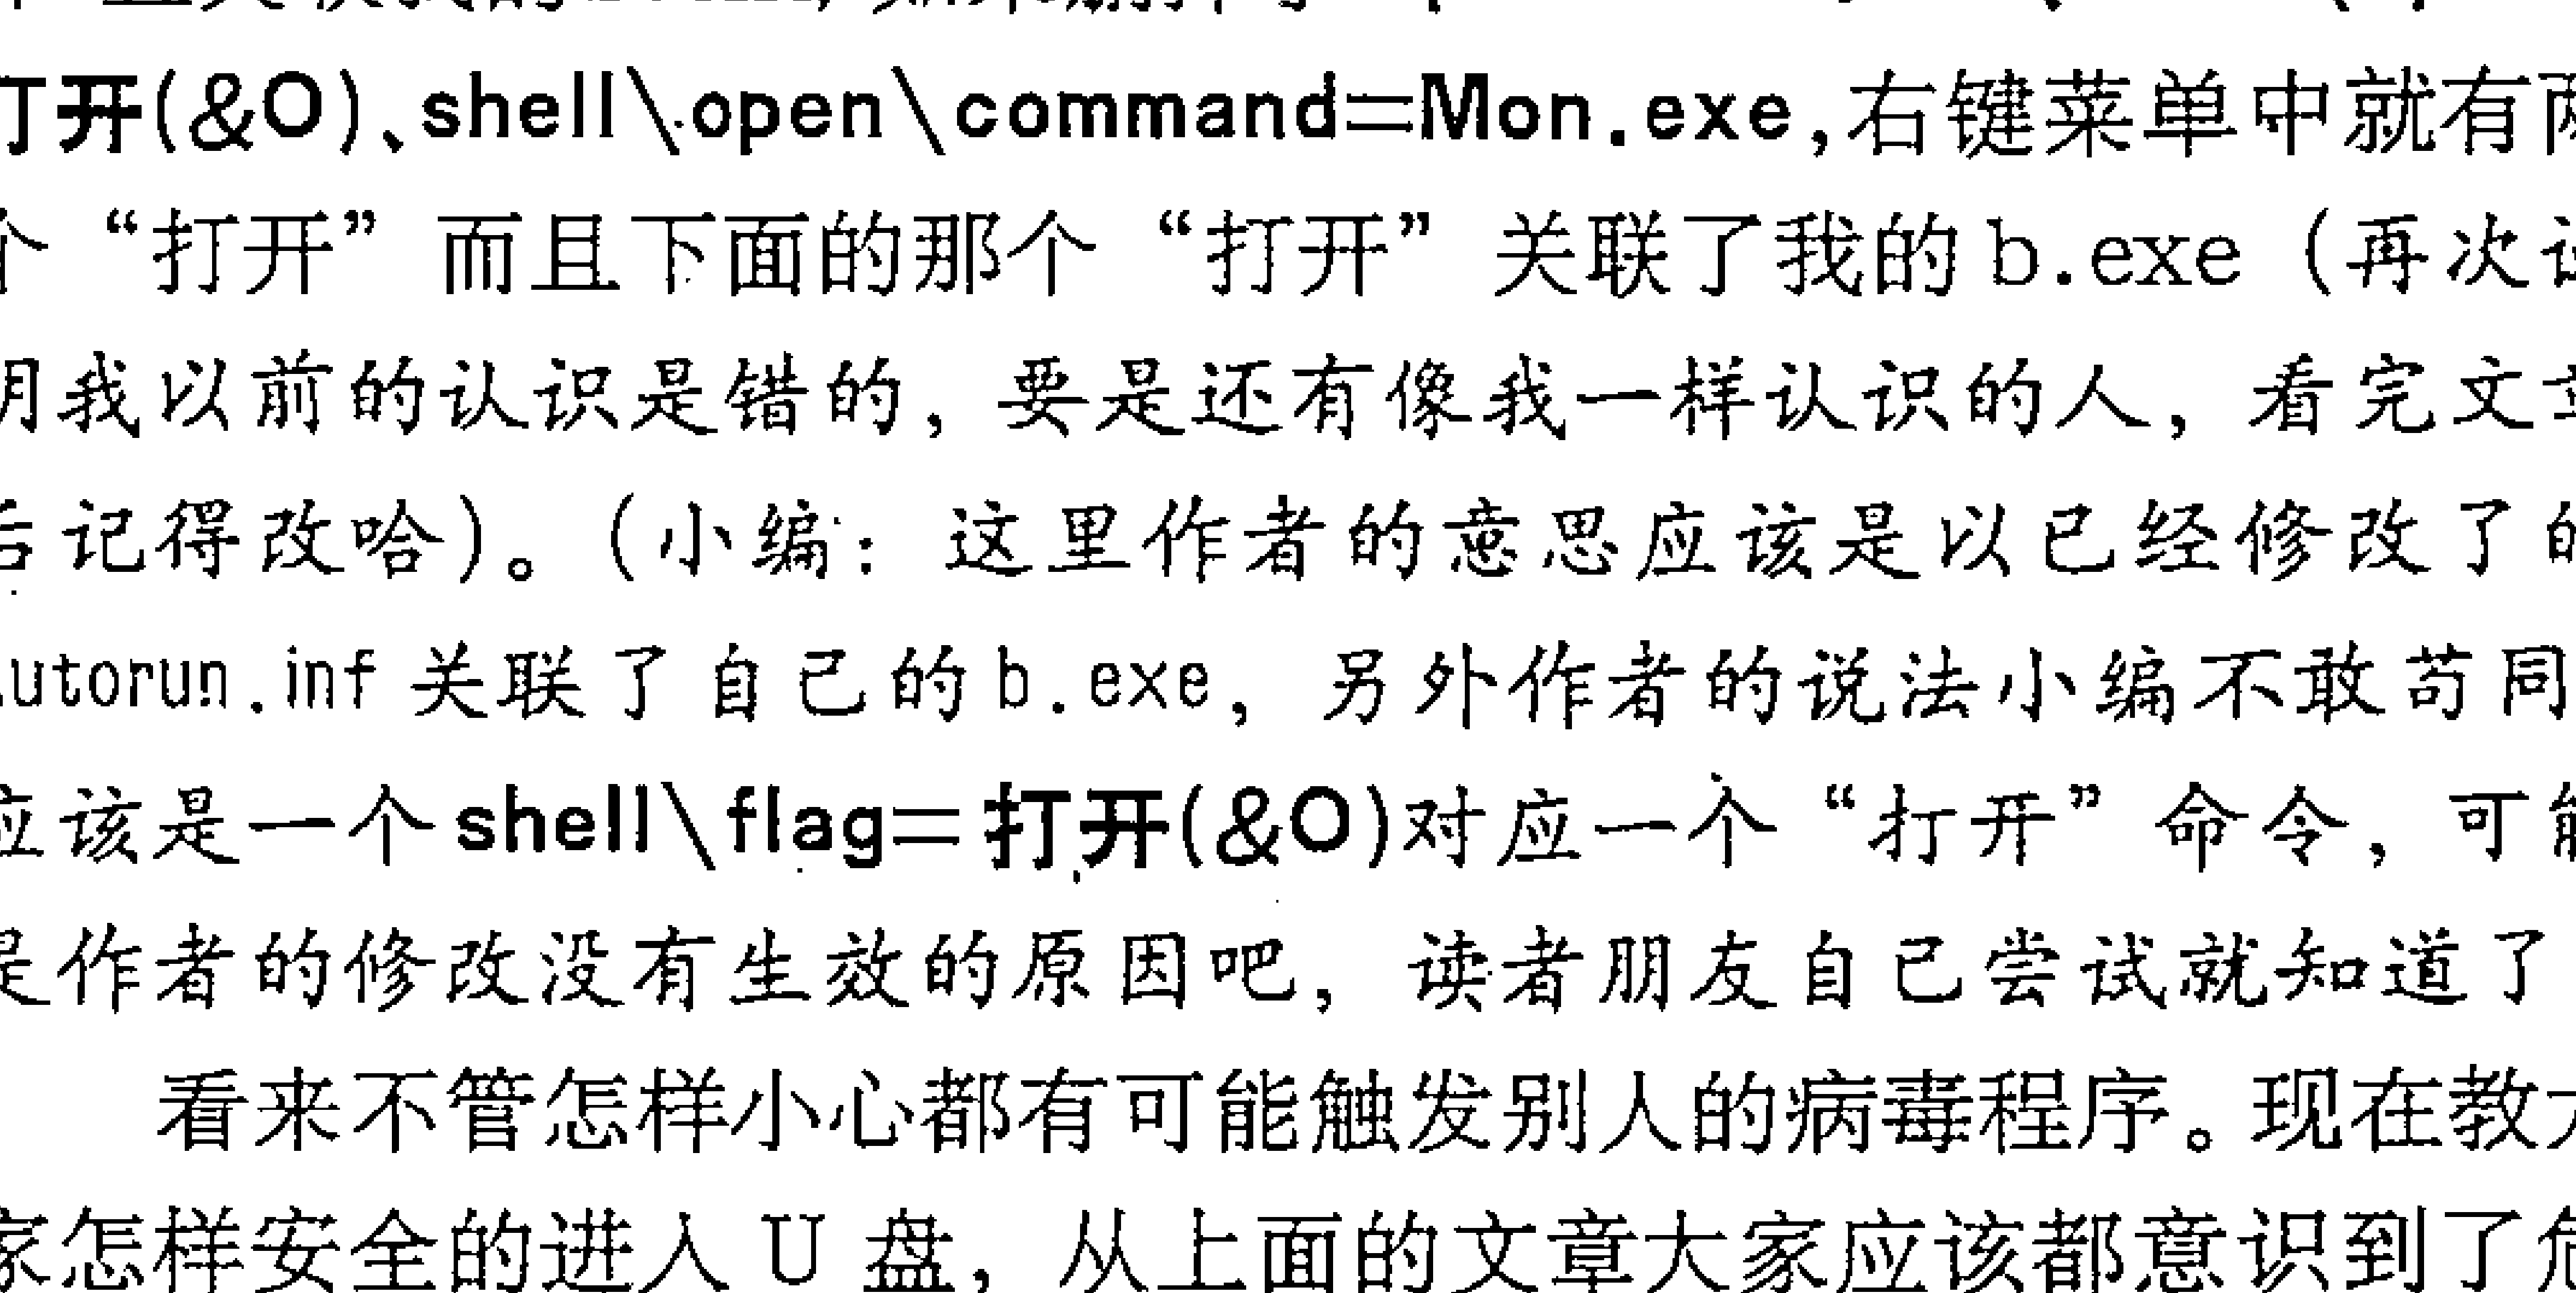 打开(&O)、shell\open\command=Mon.exe,右键菜单中就有两
个“打开”而且下面的那个“打开”关联了我的b.exe（再次说
明我以前的认识是错的，要是还有像我一样认识的人，看完文章
后记得改哈）。（小编：这里作者的意思应该是以已经修改了的
utorun.inf关联了自己的b.exe，另外作者的说法小编不敢苟同
应该是一个shell\flag=打开(&O)对应一个“打开”命令，可能
是作者的修改没有生效的原因吧，读者朋友自己尝试就知道了
看来不管怎样小心都有可能触发别人的病毒程序。现在教大
家怎样安全的进入U盘，从上面的文章大家应该都意识到了危